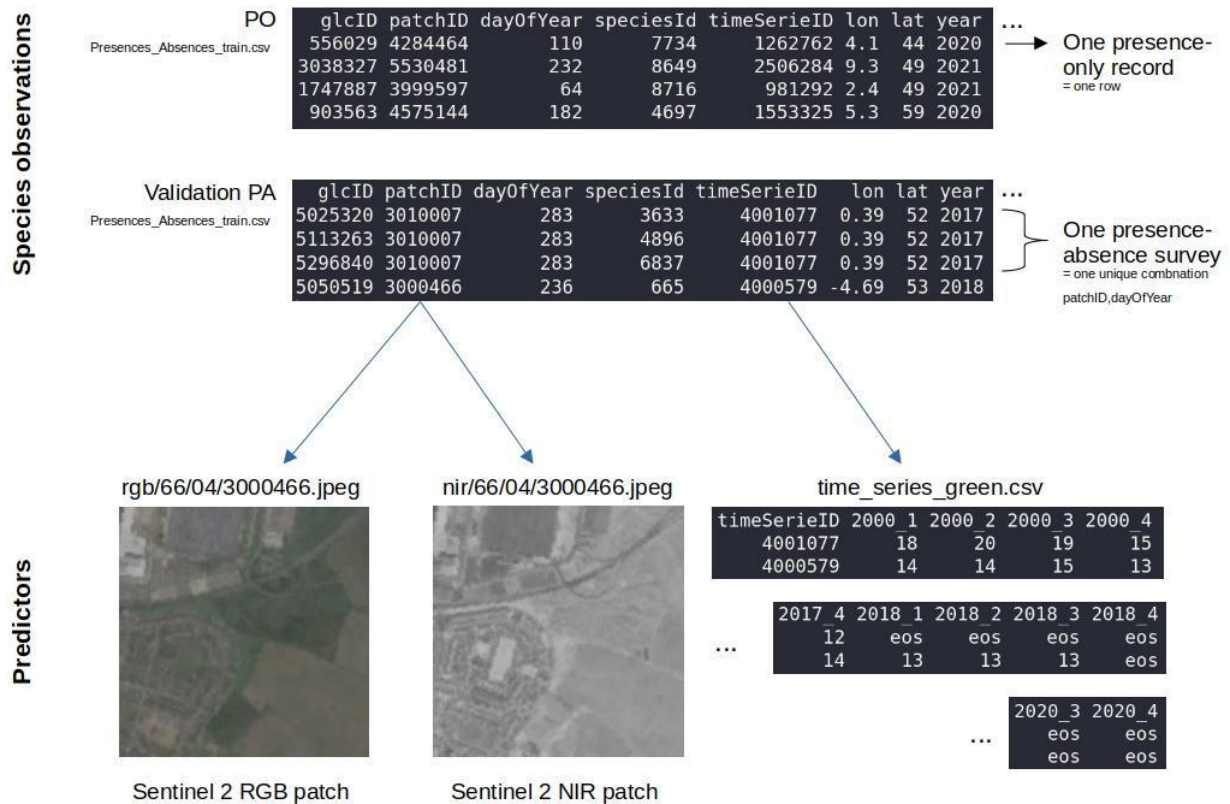 Species observations
PO
Presences_Absences_train.csv
glcID patchID dayOfYear speciesId timeSerieID lon lat year
556029 4284464 110 7734 1262762 4.1 44 2020
3038327 5530481 232 8649 2506284 9.3 49 2021
1747887 3999597 64 8716 981292 2.4 49 2021
903563 4575144 182 4697 1553325 5.3 59 2020
...
One presence-
only record
= one row
Validation PA
Presences_Absences_train.csv
glcID patchID dayOfYear speciesId timeSerieID lon lat year
5025320 3010007 283 3633 4001077 0.39 52 2017
5113263 3010007 283 4896 4001077 0.39 52 2017
5296840 3010007 283 6837 4001077 0.39 52 2017
5050519 3000466 236 665 4000579 -4.69 53 2018
...
One presence-
absence survey
= one unique combnation
patchID,dayOfYear
Predictors
rgb/66/04/3000466.jpeg
Sentinel 2 RGB patch
nir/66/04/3000466.jpeg
Sentinel 2 NIR patch
time_series_green.csv
timeSerieID 2000_1 2000_2 2000_3 2000_4
4001077 18 20 19 15
4000579 14 14 15 13
...
2017_4 2018_1 2018_2 2018_3 2018_4
12 eos eos eos eos
14 13 13 13 eos
...
2020_3 2020_4
eos eos
eos eos